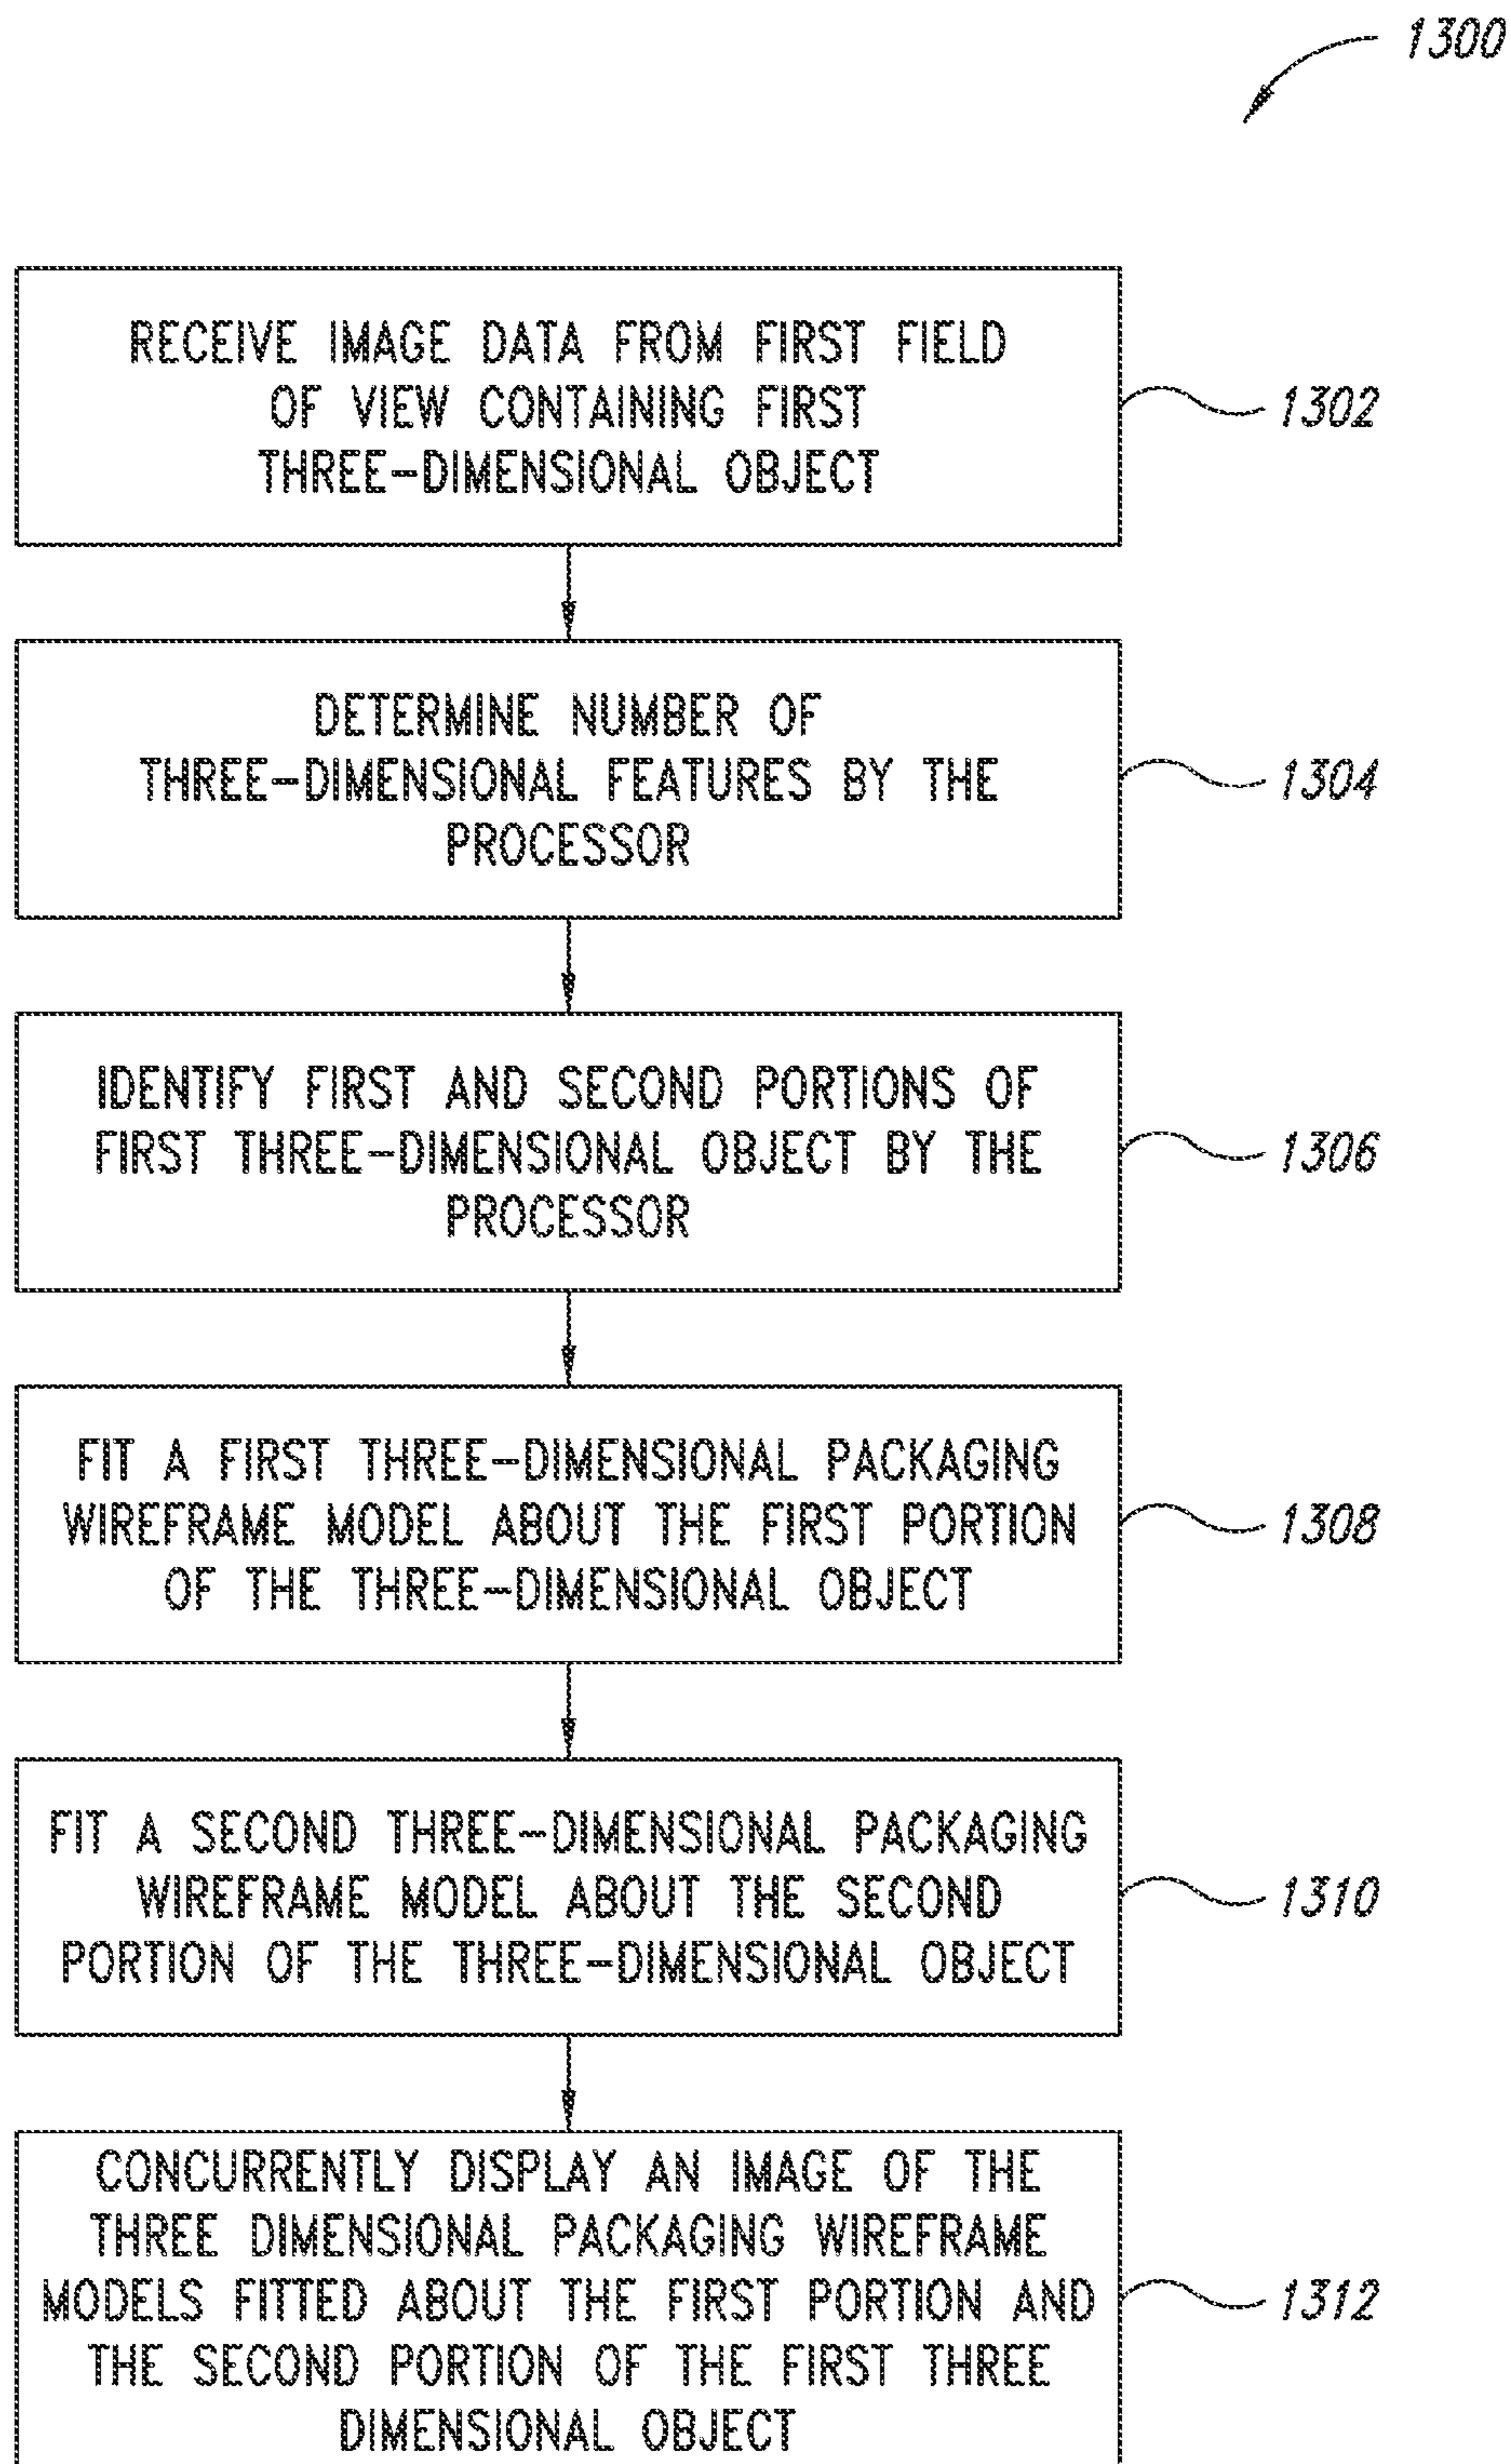 1300
RECEIVE IMAGE DATA FROM FIRST FIELD
OF VIEW CONTAINING FIRST
THREE-DIMENSIONAL OBJECT
1302
DETERMINE NUMBER OF
THREE-DIMENSIONAL FEATURES BY THE
PROCESSOR
1304
IDENTIFY FIRST AND SECOND PORTIONS OF
FIRST THREE-DIMENSIONAL OBJECT BY THE
PROCESSOR
1306
FIT A FIRST THREE-DIMENSIONAL PACKAGING
WIREFRAME MODEL ABOUT THE FIRST PORTION
OF THE THREE-DIMENSIONAL OBJECT
1308
FIT A SECOND THREE-DIMENSIONAL PACKAGING
WIREFRAME MODEL ABOUT THE SECOND
PORTION OF THE THREE-DIMENSIONAL OBJECT
1310
CONCURRENTLY DISPLAY AN IMAGE OF THE
THREE DIMENSIONAL PACKAGING WIREFRAME
MODELS FITTED ABOUT THE FIRST PORTION AND
THE SECOND PORTION OF THE FIRST THREE
DIMENSIONAL OBJECT
1312